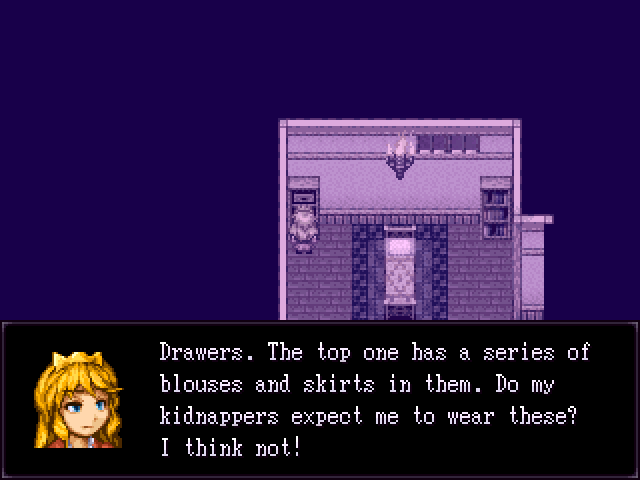 Drawers. The top one has a series of
blouses and skirts in them. Do my
kidnappers expect me to wear these?
I think not!